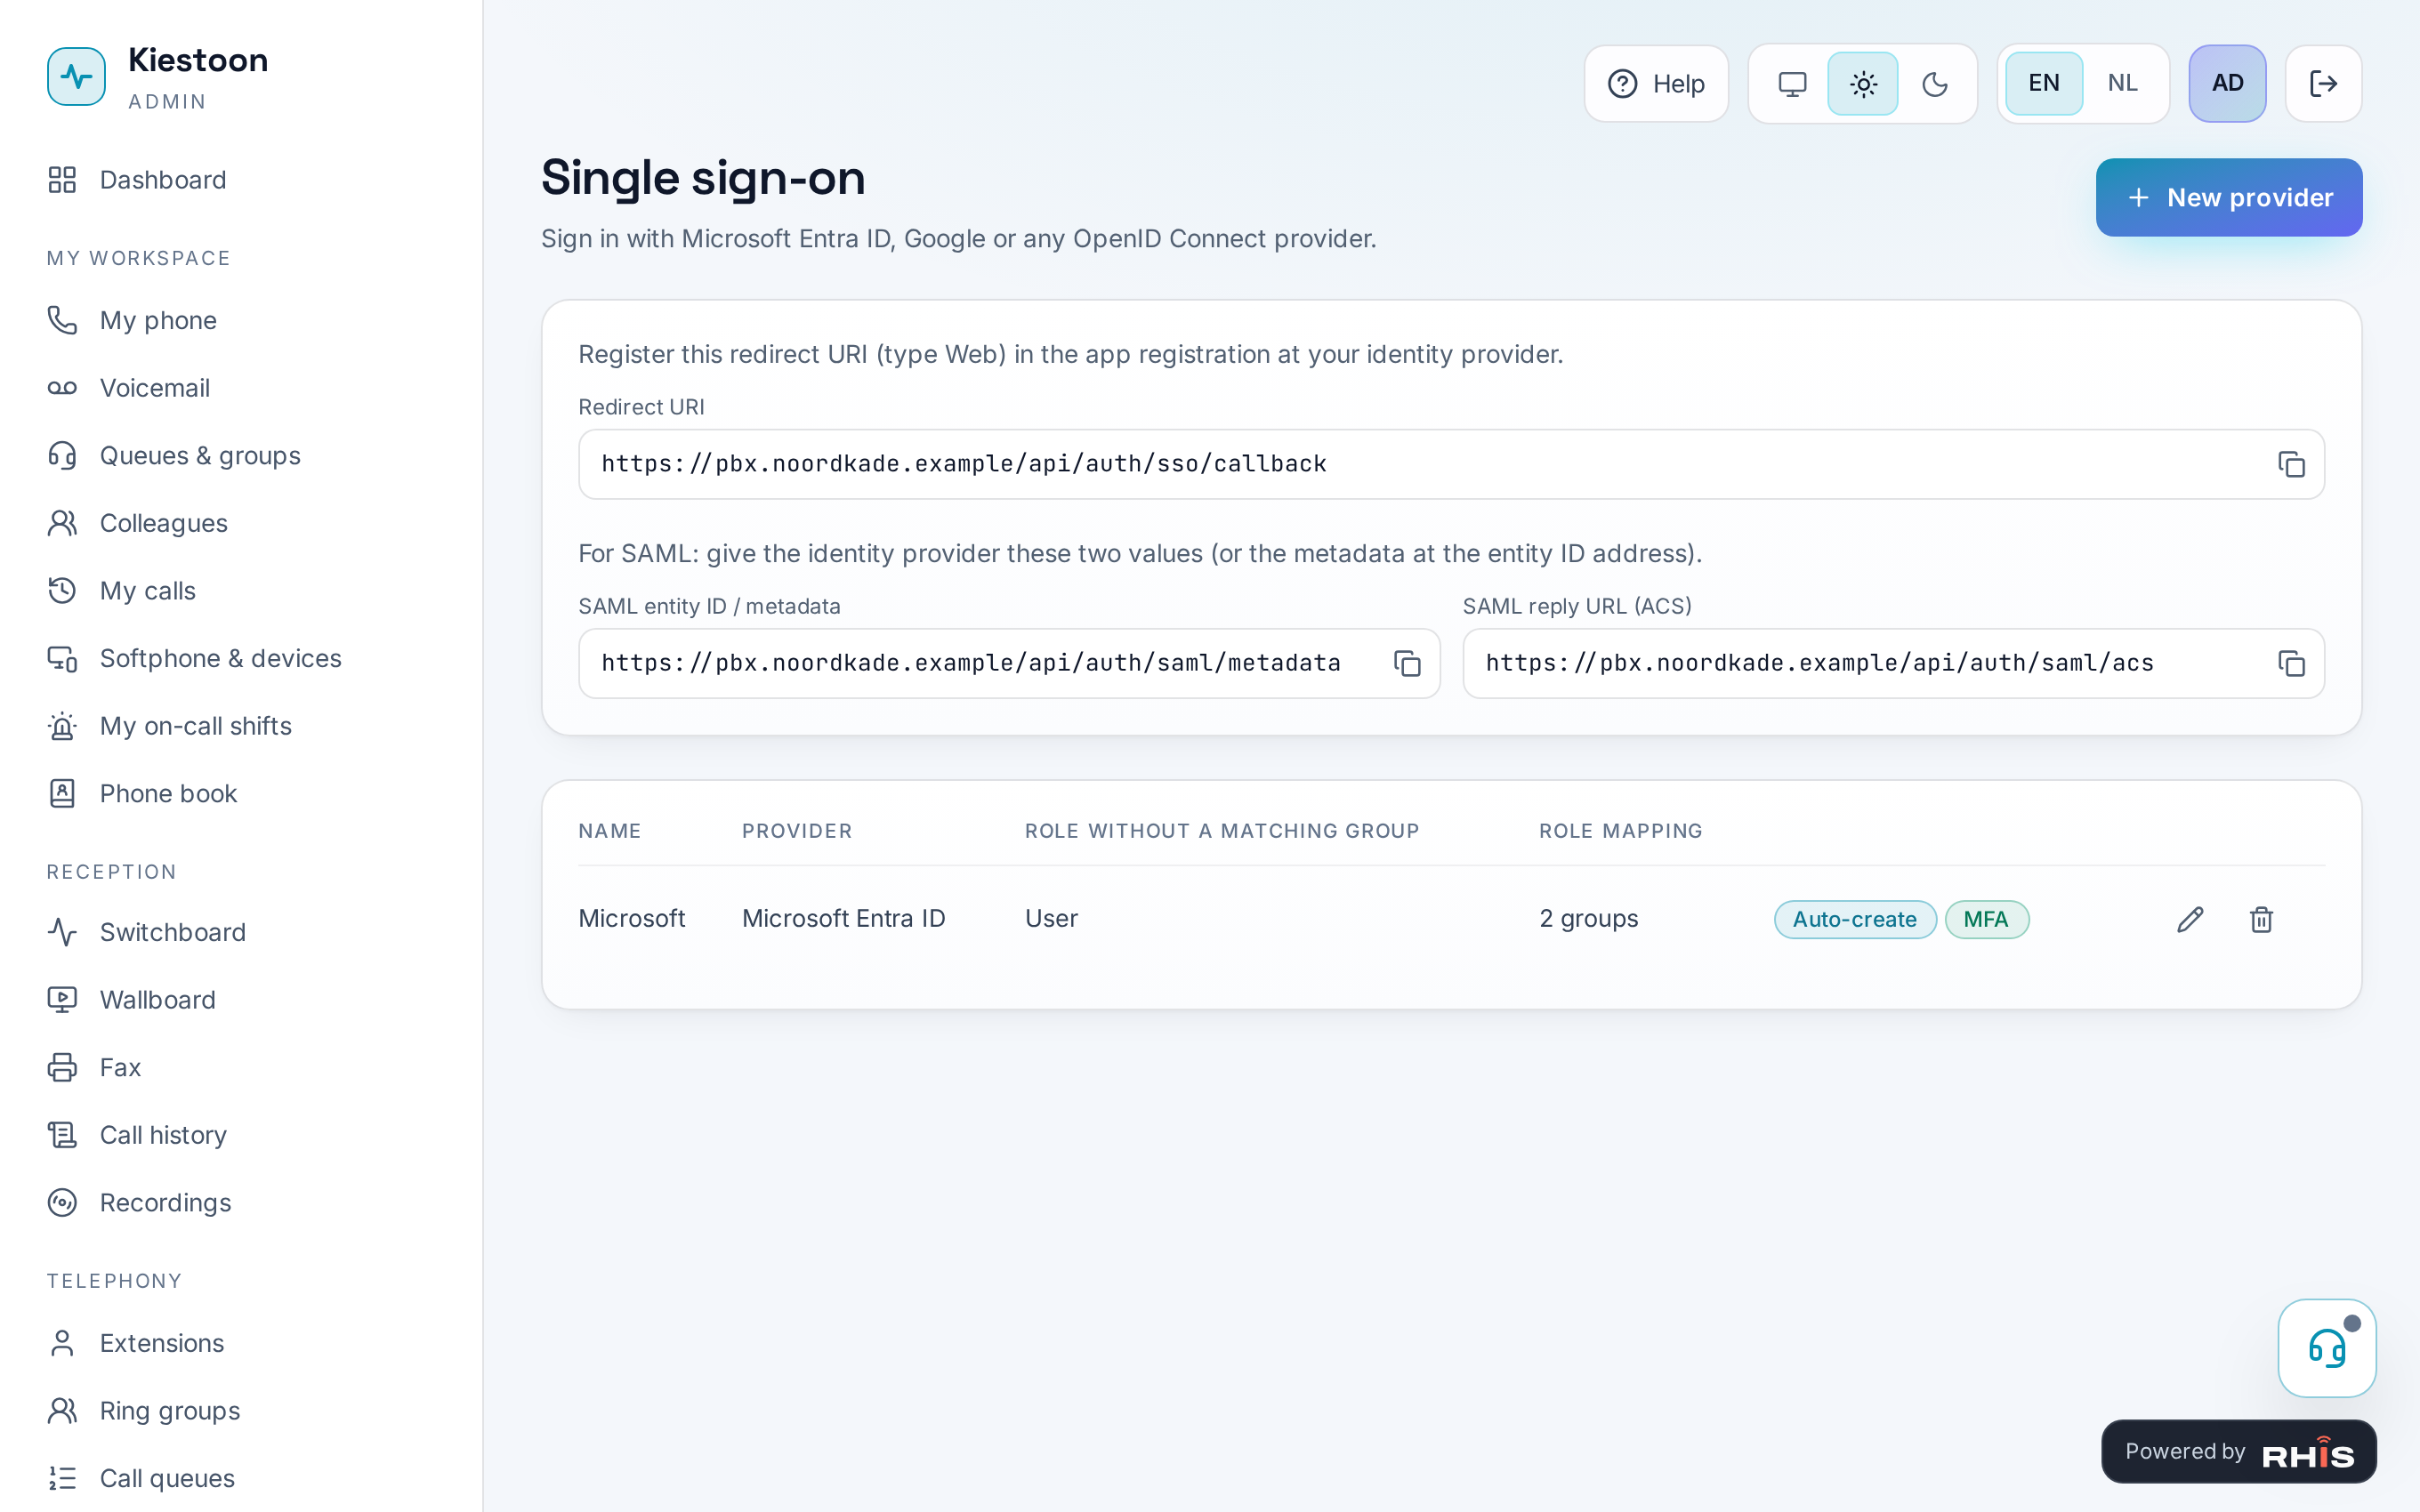 Kiestoon
ADMIN
Dashboard
MY WORKSPACE
My phone
Voicemail
Queues & groups
Colleagues
My calls
Softphone & devices
My on-call shifts
Phone book
RECEPTION
Switchboard
Wallboard
Fax
Call history
Recordings
TELEPHONY
Extensions
Ring groups
Call queues
Help
EN NL
AD
Single sign-on
Sign in with Microsoft Entra ID, Google or any OpenID Connect provider.
New provider
Register this redirect URI (type Web) in the app registration at your identity provider.
Redirect URI
https://pbx.noordkade.example/api/auth/sso/callback
For SAML: give the identity provider these two values (or the metadata at the entity ID address).
SAML entity ID / metadata
https://pbx.noordkade.example/api/auth/saml/metadata
SAML reply URL (ACS)
https://pbx.noordkade.example/api/auth/saml/acs
NAME PROVIDER ROLE WITHOUT A MATCHING GROUP ROLE MAPPING
Microsoft Microsoft Entra ID User 2 groups Auto-create MFA
Powered by RHiS